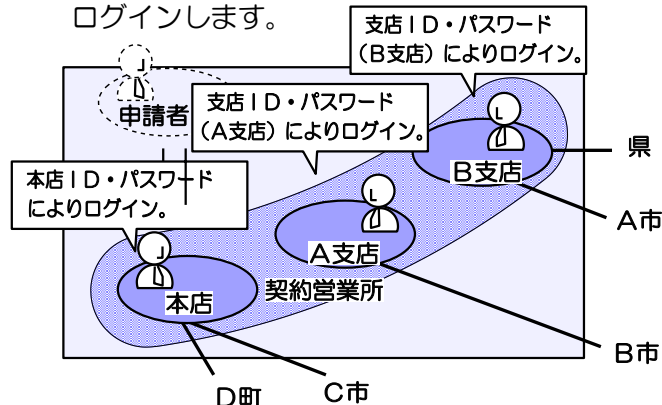 ログインします。
支店ＩＤ・パスワード
（Ｂ支店）によりログイン。
申請者
支店ＩＤ・パスワード
（Ａ支店）によりログイン。
県
Ｂ支店
本店ＩＤ・パスワード
によりログイン。
Ａ市
Ａ支店
契約営業所
本店
Ｂ市
Ｄ町
Ｃ市